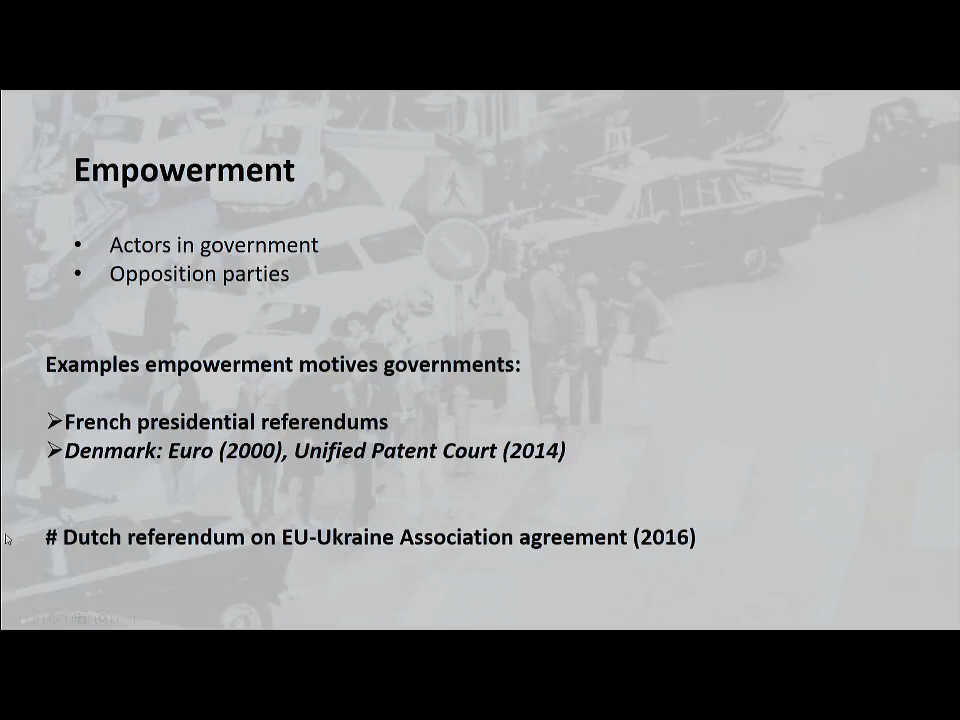 Empowerment
• Actors in government
• Opposition parties
Examples empowerment motives governments:
➢French presidential referendums
➢Denmark: Euro (2000), Unified Patent Court (2014)
# Dutch referendum on EU-Ukraine Association agreement (2016)